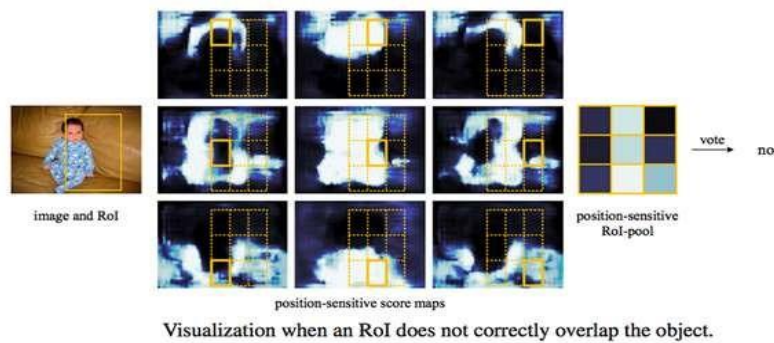 vote
no
image and RoI
position-sensitive
RoI-pool
position-sensitive score maps
Visualization when an RoI does not correctly overlap the object.